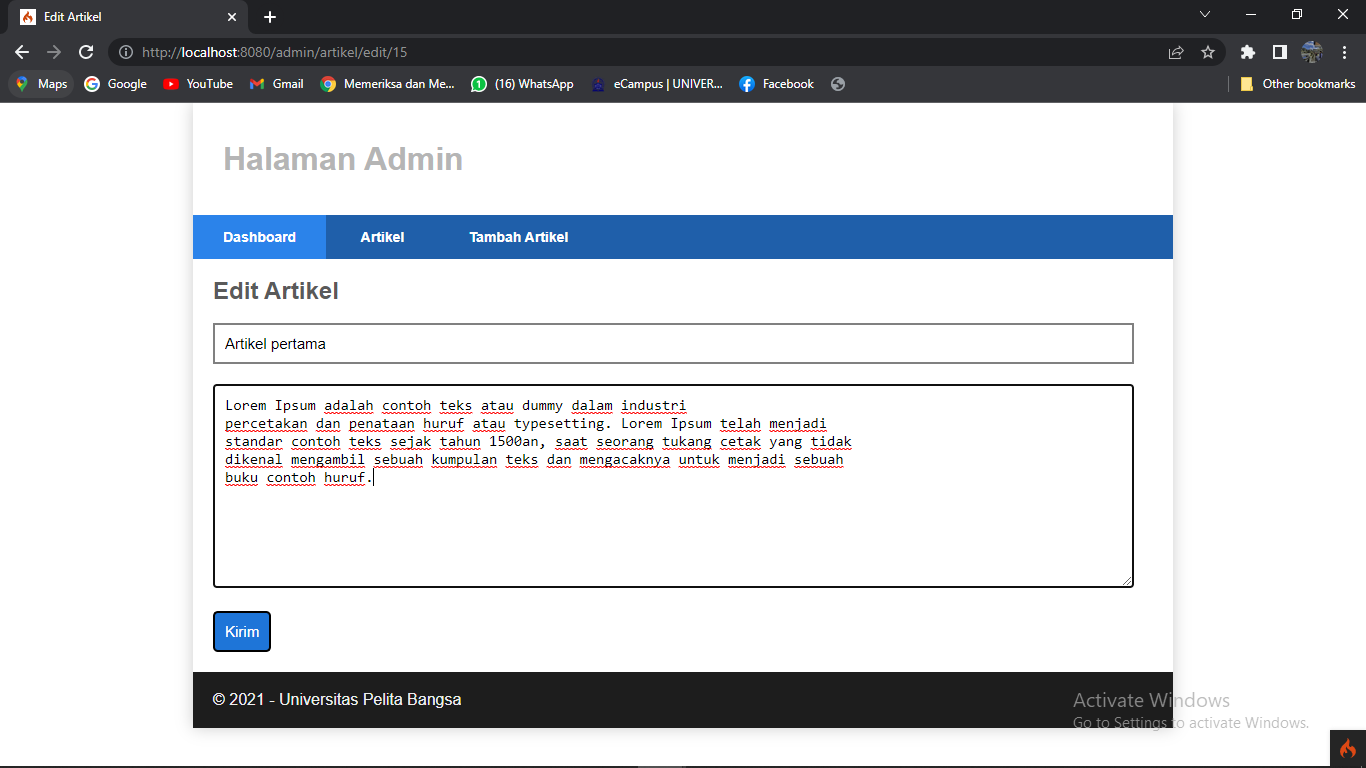 Edit Artikel
http://localhost:8080/admin/artikel/edit/15
Maps
Google
YouTube
Gmail
Memeriksa dan Me...
(16) WhatsApp
eCampus | UNIVER...
Facebook
Other bookmarks
Halaman Admin
Dashboard
Artikel
Tambah Artikel
Edit Artikel
Artikel pertama
Lorem Ipsum adalah contoh teks atau dummy dalam industri
percetakan dan penataan huruf atau typesetting. Lorem Ipsum telah menjadi
standar contoh teks sejak tahun 1500an, saat seorang tukang cetak yang tidak
dikenal mengambil sebuah kumpulan teks dan mengacaknya untuk menjadi sebuah
buku contoh huruf.
Kirim
© 2021 - Universitas Pelita Bangsa
Activate Windows
Go to Settings to activate Windows.